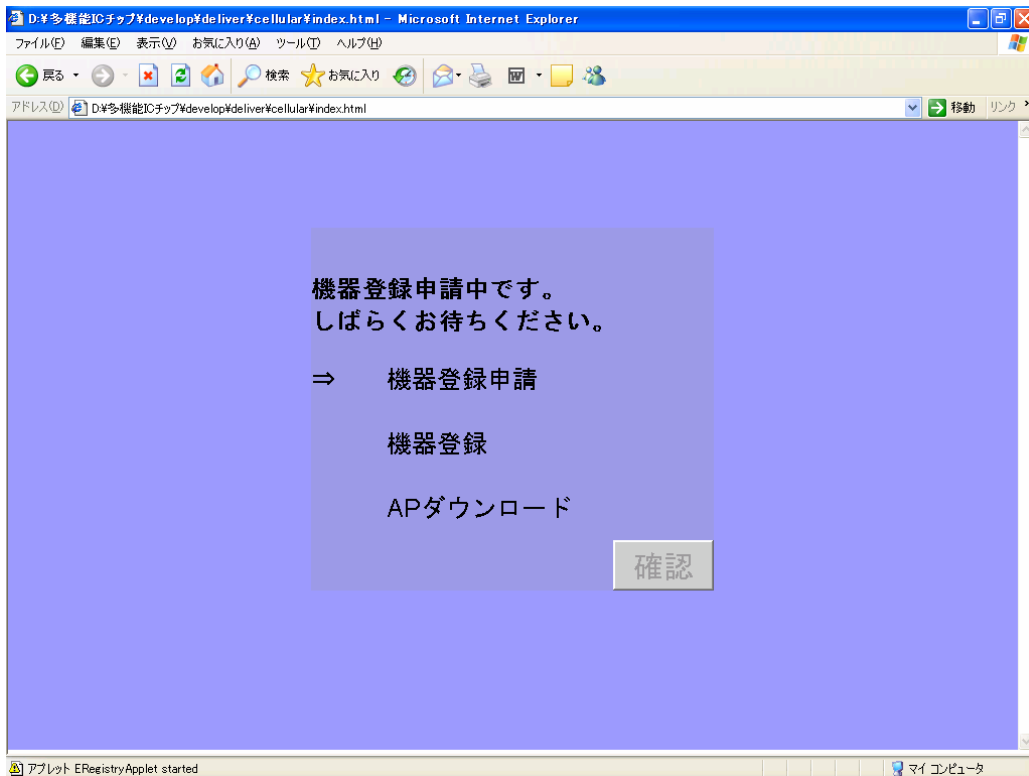 D:¥多機能ICチップ¥develop¥deliver¥cellular¥index.html - Microsoft Internet Explorer
ファイル(F) 編集(E) 表示(V) お気に入り(A) ツール(T) ヘルプ(H)
戻る 検索 お気に入り
アドレス(D) D:¥多機能ICチップ¥develop¥deliver¥cellular¥index.html 移動 リンク »
機器登録申請中です。
しばらくお待ちください。
⇒ 機器登録申請
機器登録
APダウンロード
確認
アプレット ERegistryApplet started マイ コンピュータ